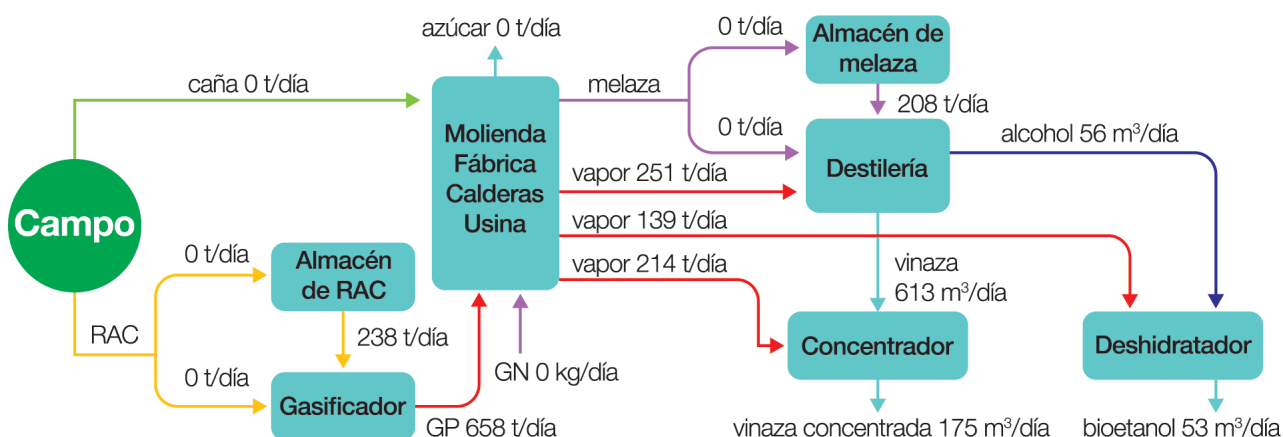 azúcar 0 t/día
0 t/día
Almacén de
melaza
caña 0 t/día
melaza
208 t/día
0 t/día
alcohol 56 m³/día
Molienda
Fábrica
Calderas
Usina
Destilería
vapor 251 t/día
Campo
vapor 139 t/día
0 t/día
Almacén
de RAC
vapor 214 t/día
vinaza
613 m³/día
RAC
238 t/día
Concentrador
Deshidratador
0 t/día
GN 0 kg/día
Gasificador
GP 658 t/día
vinaza concentrada 175 m³/día
bioetanol 53 m³/día